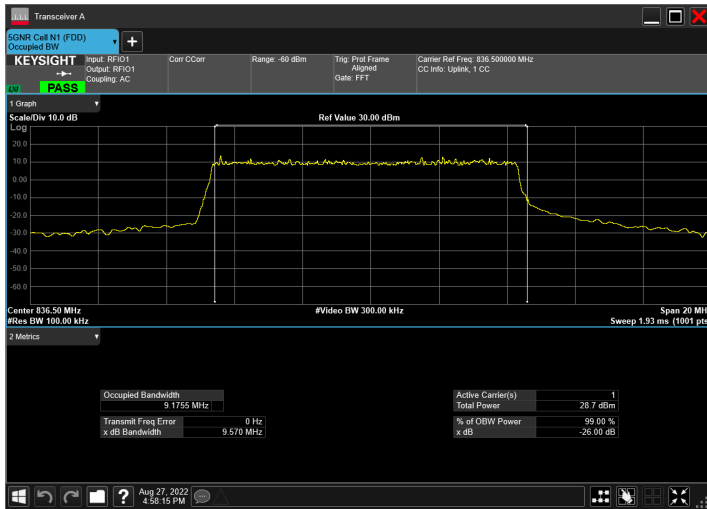 Transceiver A
5GNR Cell N1 (FDD)
Occupied BW
KEYSIGHT
LXI
PASS
Input: RFIO1
Output: RFIO1
Coupling: AC
Corr CCorr
Range: -60 dBm
Trig: Prot Frame
Aligned
Gate: FFT
Carrier Ref Freq: 836.500000 MHz
CC Info: Uplink, 1 CC
1 Graph
Scale/Div 10.0 dB
Ref Value 30.00 dBm
Log
20.0
10.0
0.00
-10.0
-20.0
-30.0
-40.0
-50.0
-60.0
Center 836.50 MHz
#Video BW 300.00 kHz
Span 20 MH
#Res BW 100.00 kHz
Sweep 1.93 ms (1001 pts
2 Metrics
Occupied Bandwidth
9.1755 MHz
Active Carrier(s) 1
Total Power 28.7 dBm
Transmit Freq Error 0 Hz
x dB Bandwidth 9.570 MHz
% of OBW Power 99.00 %
x dB -26.00 dB
Aug 27, 2022
4:58:15 PM